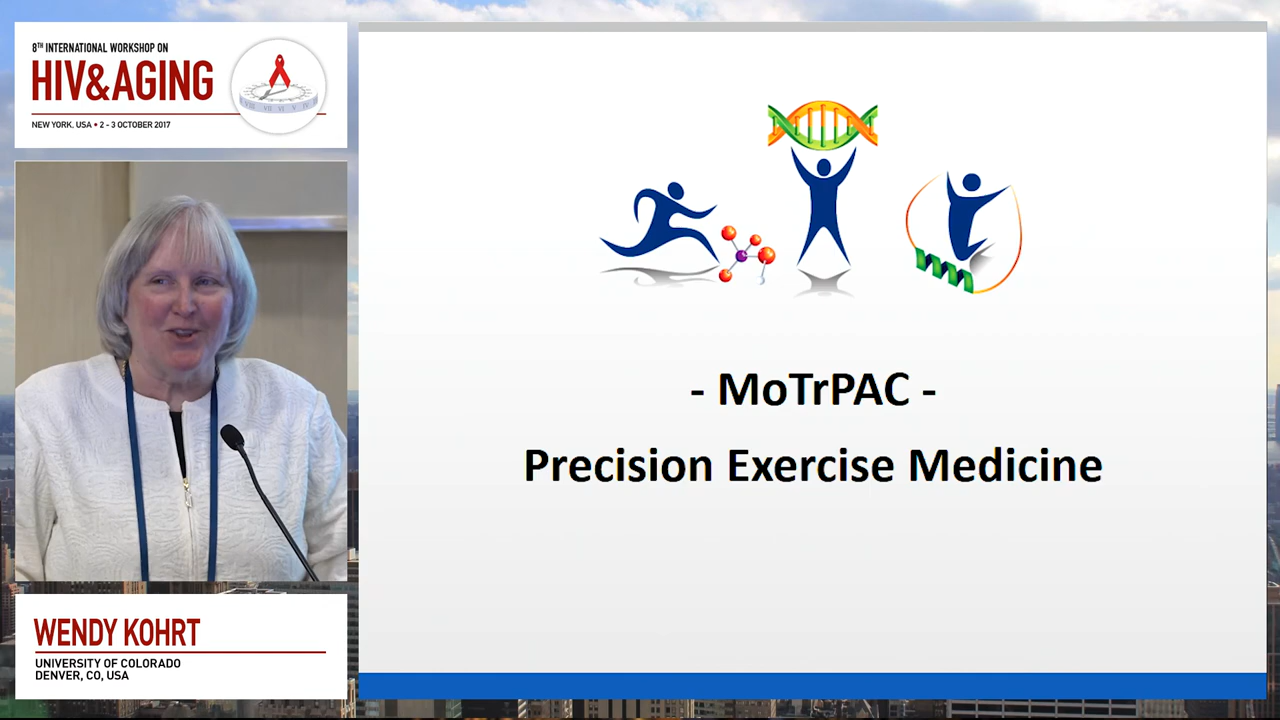 8TH INTERNATIONAL WORKSHOP ON
HIV&AGING
NEW YORK, USA • 2 - 3 OCTOBER 2017
- MoTrPAC -
Precision Exercise Medicine
WENDY KOHRT
UNIVERSITY OF COLORADO
DENVER, CO, USA